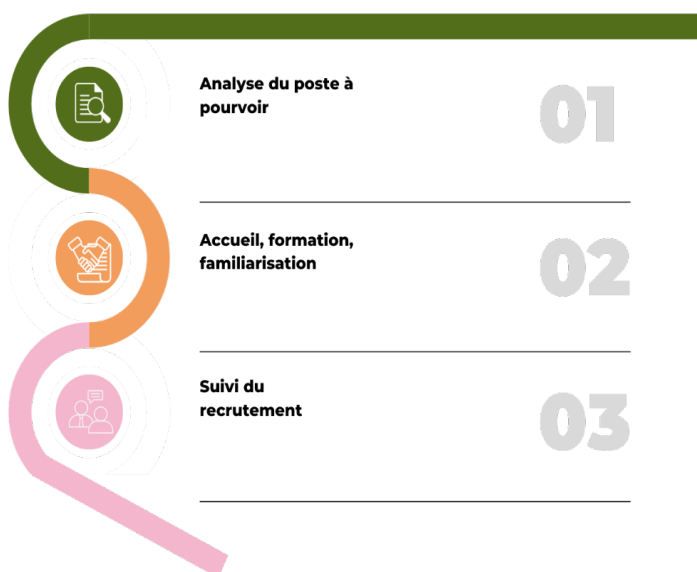 Analyse du poste à
pourvoir
01
Accueil, formation,
familiarisation
02
Suivi du
recrutement
03